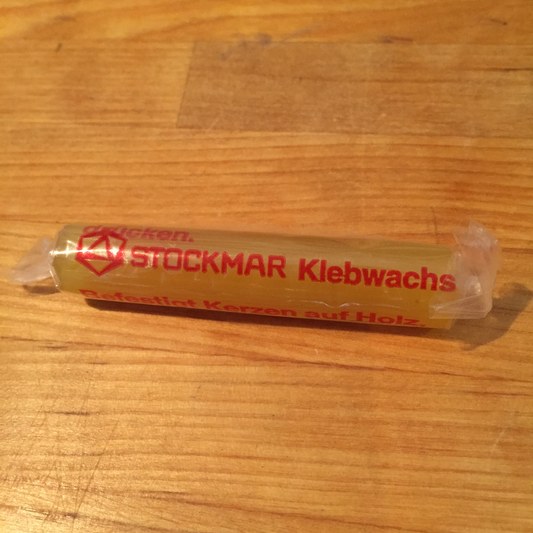 STOCKMAR Klebwachs
Befestigt Kerzen auf Holz,